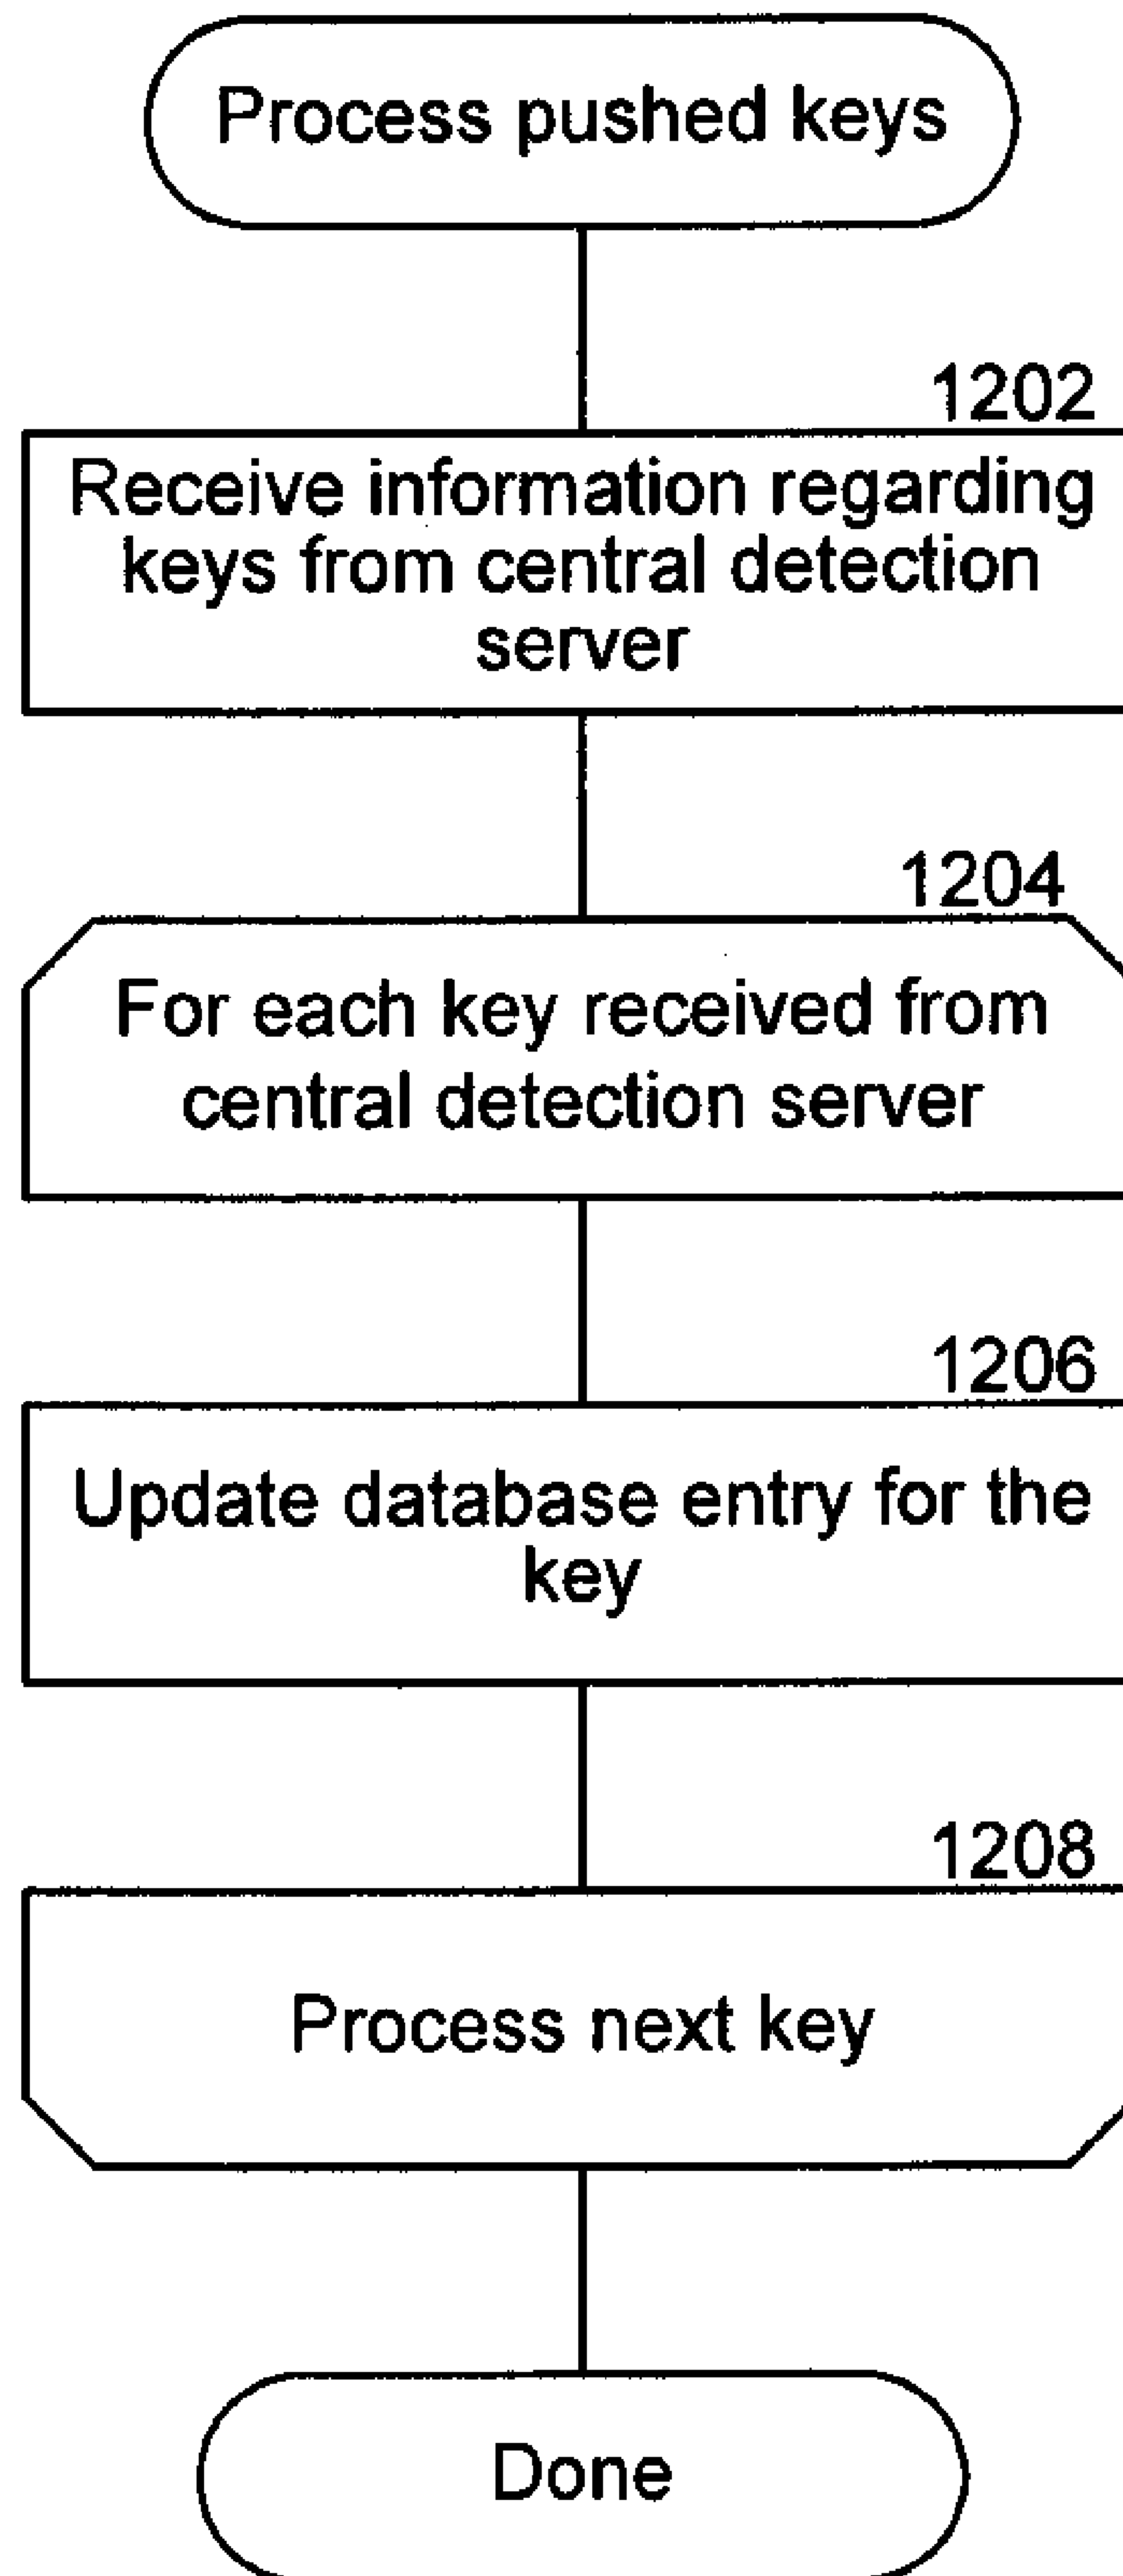 Process pushed keys
1202
Receive information regarding
keys from central detection
server
1204
For each key received from
central detection server
1206
Update database entry for the
key
1208
Process next key
Done